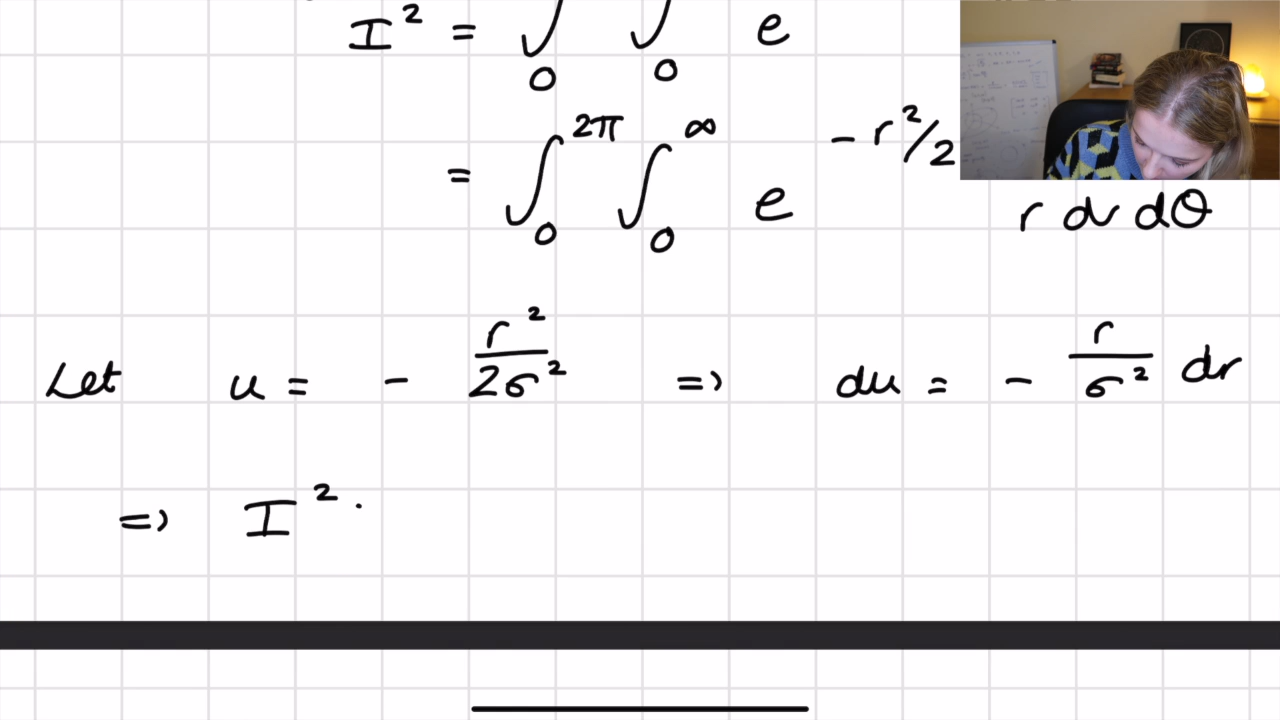 I² = ∫₀ ∫₀ e
= ∫₀^2π ∫₀^∞ e^-r²/2 r dr dθ
Let u = - r²/2σ² => du = - r/σ² dr
=> I²